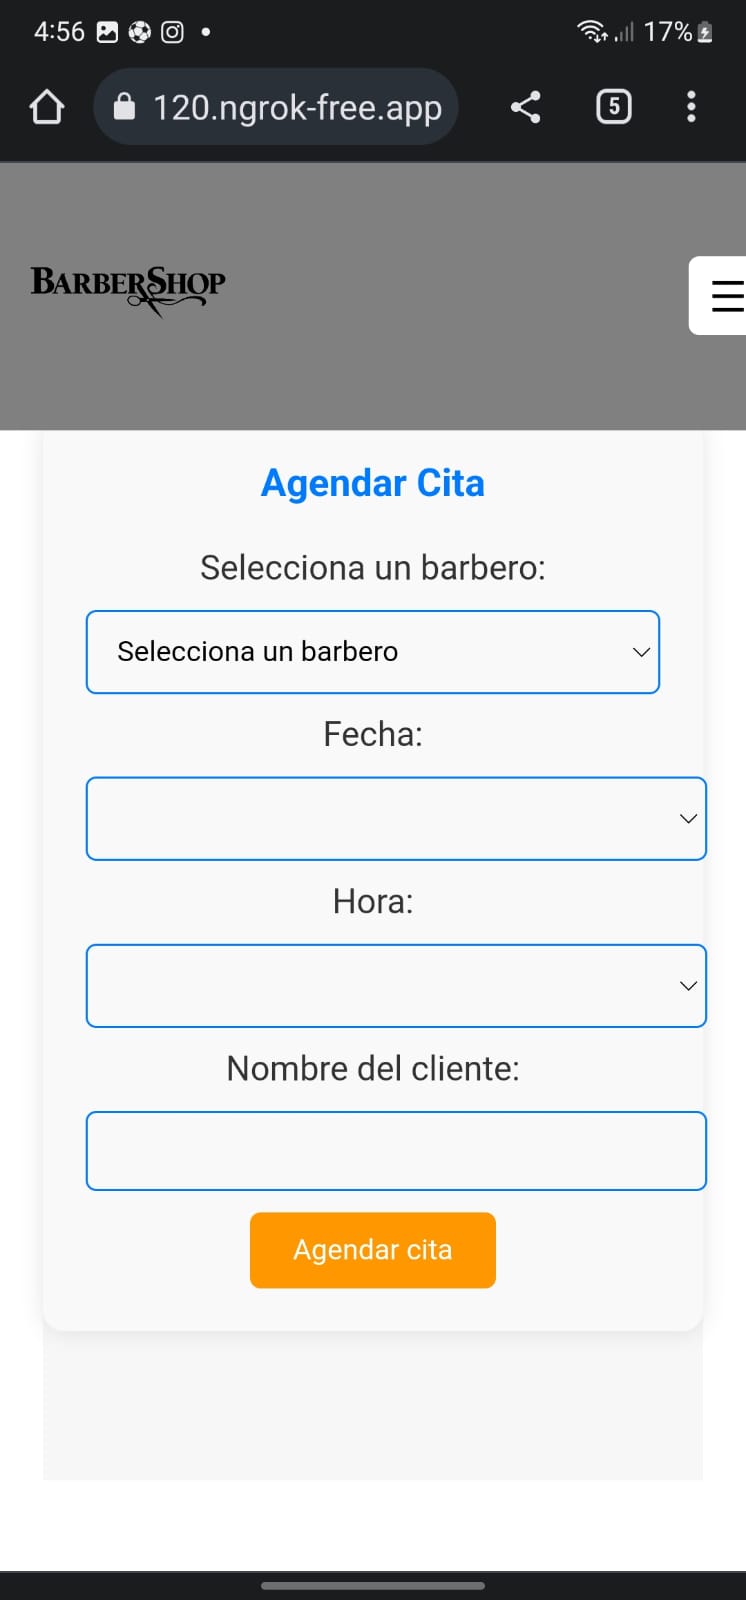 4:56
17%
120.ngrok-free.app
5
BARBERSHOP
Agendar Cita
Selecciona un barbero:
Selecciona un barbero
Fecha:
Hora:
Nombre del cliente:
Agendar cita